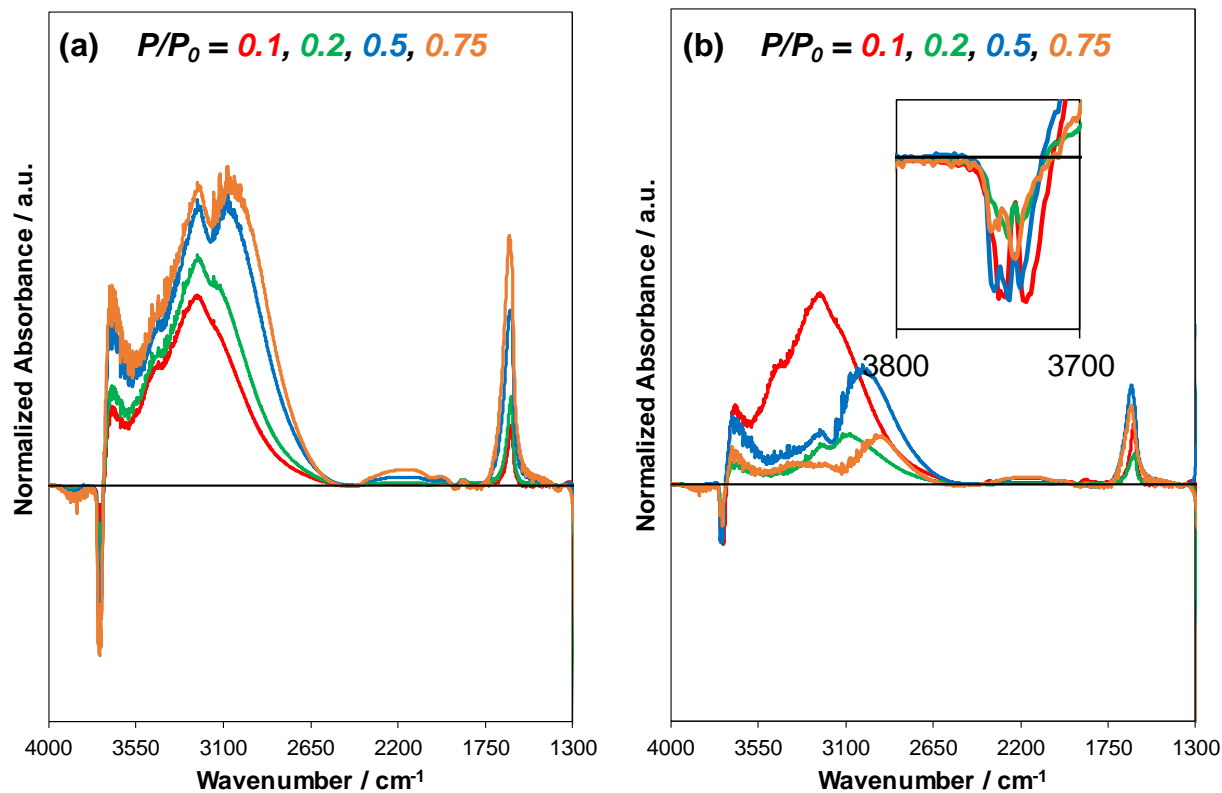 (a) P/P0 = 0.1, 0.2, 0.5, 0.75
Normalized Absorbance / a.u.
4000 3550 3100 2650 2200 1750 1300
Wavenumber / cm-1
(b) P/P0 = 0.1, 0.2, 0.5, 0.75
3800 3700
Normalized Absorbance / a.u.
4000 3550 3100 2650 2200 1750 1300
Wavenumber / cm-1